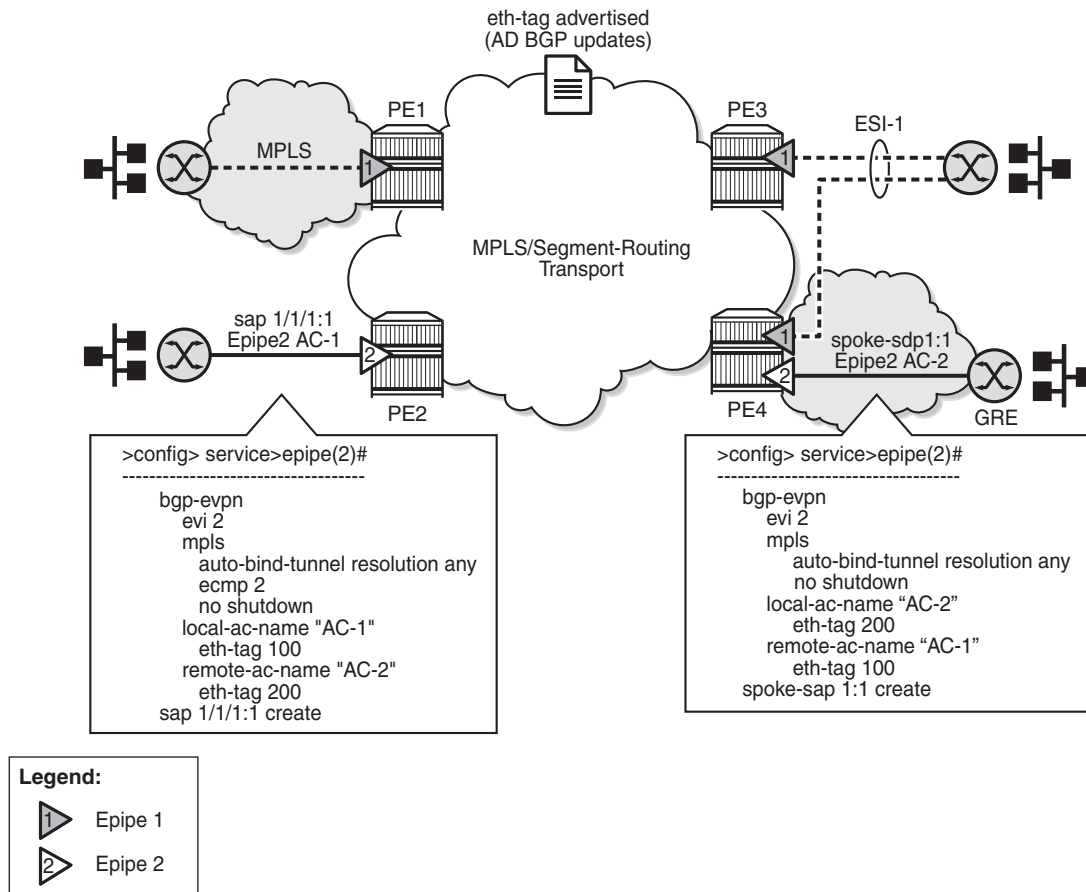 eth-tag advertised
(AD BGP updates)
PE1
PE3
ESI-1
MPLS
1
1
MPLS/Segment-Routing
Transport
sap 1/1/1:1
Epipe2 AC-1
2
PE2
1
spoke-sdp1:1
Epipe2 AC-2
2
PE4
GRE
>config> service>epipe(2)#
-----------------------------------
bgp-evpn
evi 2
mpls
auto-bind-tunnel resolution any
ecmp 2
no shutdown
local-ac-name "AC-1"
eth-tag 100
remote-ac-name "AC-2"
eth-tag 200
sap 1/1/1:1 create
>config> service>epipe(2)#
-----------------------------------
bgp-evpn
evi 2
mpls
auto-bind-tunnel resolution any
no shutdown
local-ac-name “AC-2”
eth-tag 200
remote-ac-name “AC-1”
eth-tag 100
spoke-sap 1:1 create
Legend:
1 Epipe 1
2 Epipe 2